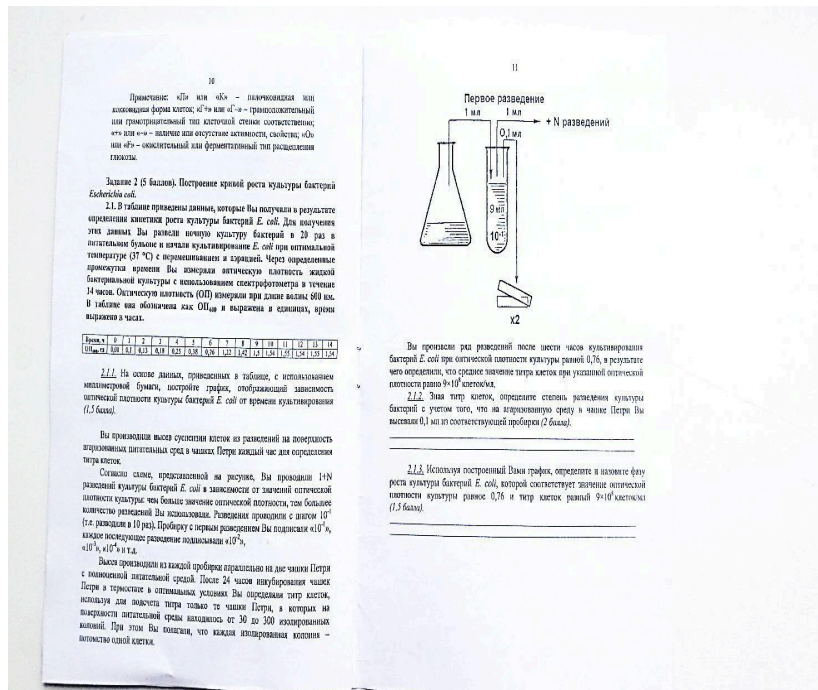 10
Примечание: «П» или «К» – палочковидная или
кокковидная форма клеток; «Г+» или «Г–» – грамположительный
или грамотрицательный тип клеточной стенки соответственно;
«+» или «–» – наличие или отсутствие активности, свойства; «О»
или «F» – окислительный или ферментативный тип расщепления
глюкозы.
Задание 2 (5 баллов). Построение кривой роста культуры бактерий
Escherichia coli.
2.1. В таблице приведены данные, которые Вы получили в результате
определения кинетики роста культуры бактерий E. coli. Для получения
этих данных Вы развели ночную культуру бактерий в 20 раз в
питательном бульоне и начали культивирование E. coli при оптимальной
температуре (37 °C) с перемешиванием и аэрацией. Через определенные
промежутки времени Вы измеряли оптическую плотность жидкой
бактериальной культуры с использованием спектрофотометра в течение
14 часов. Оптическую плотность (ОП) измеряли при длине волны 600 нм.
В таблице она обозначена как ОП600 и выражена в единицах, время
выражено в часах.
Время, ч 0 1 2 3 4 5 6 7 8 9 10 11 12 13 14
0,1 0,13 0,18 0,25 0,38 0,76 1,22 1,42 1,5 1,54 1,55 1,54 1,55 1,54
2.1.1. На основе данных, приведенных в таблице, с использованием
миллиметровой бумаги, постройте график, отображающий зависимость
оптической плотности культуры бактерий E. coli от времени культивирования
(1,5 балла).
Вы производили высев суспензии клеток из разведений на поверхность
агаризованных питательных сред в чашках Петри каждый час для определения
титра клеток.
Согласно схеме, представленной на рисунке, Вы проводили 1+N
разведений культуры бактерий E. coli в зависимости от значений оптической
плотности культуры: чем больше значение оптической плотности, тем большее
количество разведений Вы использовали. Разведения проводили с шагом 10⁻¹
(т.е. разводили в 10 раз). Пробирку с первым разведением Вы подписали «10⁻¹»,
каждое последующее разведение подписывали «10⁻²»,
«10⁻³», «10⁻⁴» и т.д.
Высев производили из каждой пробирки параллельно на две чашки Петри
с полноценной питательной средой. После 24 часов инкубирования чашек
Петри в термостате в оптимальных условиях Вы определяли титр клеток,
используя для подсчета титра только те чашки Петри, в которых на
поверхности питательной среды находилось от 30 до 300 изолированных
колоний. При этом Вы полагали, что каждая изолированная колония –
потомство одной клетки.
11
Первое разведение
1 мл 1 мл
+ N разведений
0,1 мл
9 мл
10⁻¹
x2
Вы произвели ряд разведений после шести часов культивирования
бактерий E. coli при оптической плотности культуры равной 0,76, в результате
чего определили, что среднее значение титра клеток при указанной оптической
плотности равно 9×10⁸ клеток/мл.
2.1.2. Зная титр клеток, определите степень разведения культуры
бактерий с учетом того, что на агаризованную среду в чашке Петри Вы
высевали 0,1 мл из соответствующей пробирки (2 балла).
2.1.3. Используя построенный Вами график, определите и назовите фазу
роста культуры бактерий E. coli, которой соответствует значение оптической
плотности культуры равное 0,76 и титр клеток равный 9×10⁸ клеток/мл
(1,5 балла).